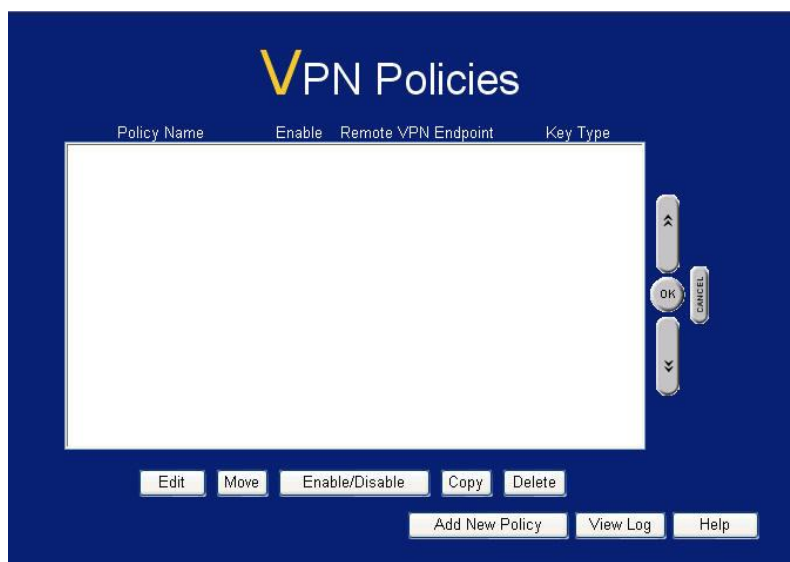 VPN Policies
Policy Name Enable Remote VPN Endpoint Key Type
OK
CANCEL
Edit Move Enable/Disable Copy Delete
Add New Policy View Log Help